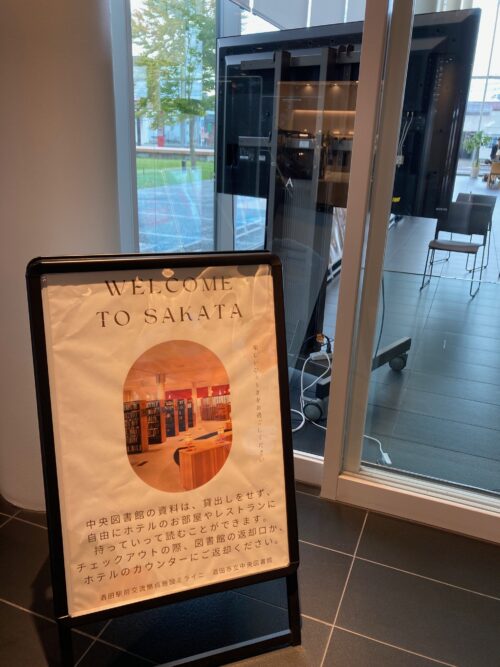 WELCOME
TO SAKATA
中央図書館の資料は、貸出しをせず、
自由にホテルのお部屋やレストランに
持っていって読むことができます。
チェックアウトの際、図書館の返却口か、
ホテルのカウンターにご返却ください。
酒田駅前交流拠点施設ミライニ 酒田市立中央図書館